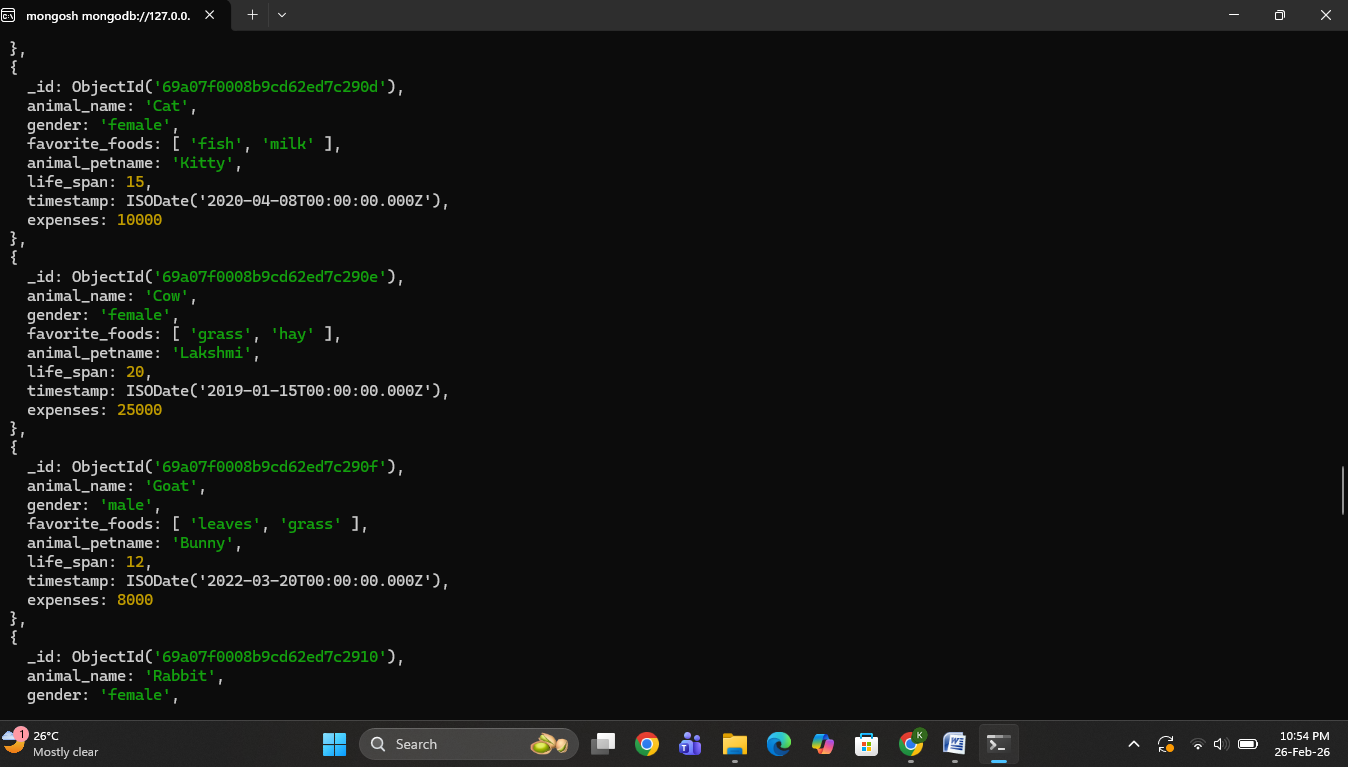 mongosh mongodb://127.0.0.
},
{
  _id: ObjectId('69a07f0008b9cd62ed7c290d'),
  animal_name: 'Cat',
  gender: 'female',
  favorite_foods: [ 'fish', 'milk' ],
  animal_petname: 'Kitty',
  life_span: 15,
  timestamp: ISODate('2020-04-08T00:00:00.000Z'),
  expenses: 10000
},
{
  _id: ObjectId('69a07f0008b9cd62ed7c290e'),
  animal_name: 'Cow',
  gender: 'female',
  favorite_foods: [ 'grass', 'hay' ],
  animal_petname: 'Lakshmi',
  life_span: 20,
  timestamp: ISODate('2019-01-15T00:00:00.000Z'),
  expenses: 25000
},
{
  _id: ObjectId('69a07f0008b9cd62ed7c290f'),
  animal_name: 'Goat',
  gender: 'male',
  favorite_foods: [ 'leaves', 'grass' ],
  animal_petname: 'Bunny',
  life_span: 12,
  timestamp: ISODate('2022-03-20T00:00:00.000Z'),
  expenses: 8000
},
{
  _id: ObjectId('69a07f0008b9cd62ed7c2910'),
  animal_name: 'Rabbit',
  gender: 'female',
1
26°C
Mostly clear
Search
K
10:54 PM
26-Feb-26